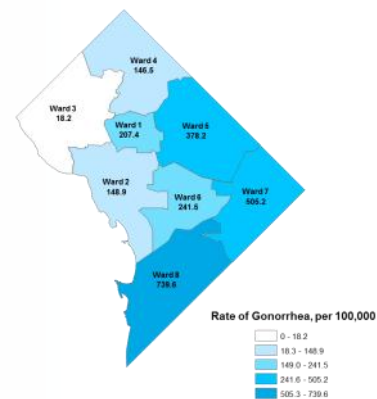 Ward 4
146.5
Ward 3
18.2
Ward 1
207.4
Ward 5
378.2
Ward 2
148.9
Ward 6
241.5
Ward 7
505.2
Ward 8
739.6
Rate of Gonorrhea, per 100,000
0 - 18.2
18.3 - 148.9
149.0 - 241.5
241.6 - 505.2
505.3 - 739.6